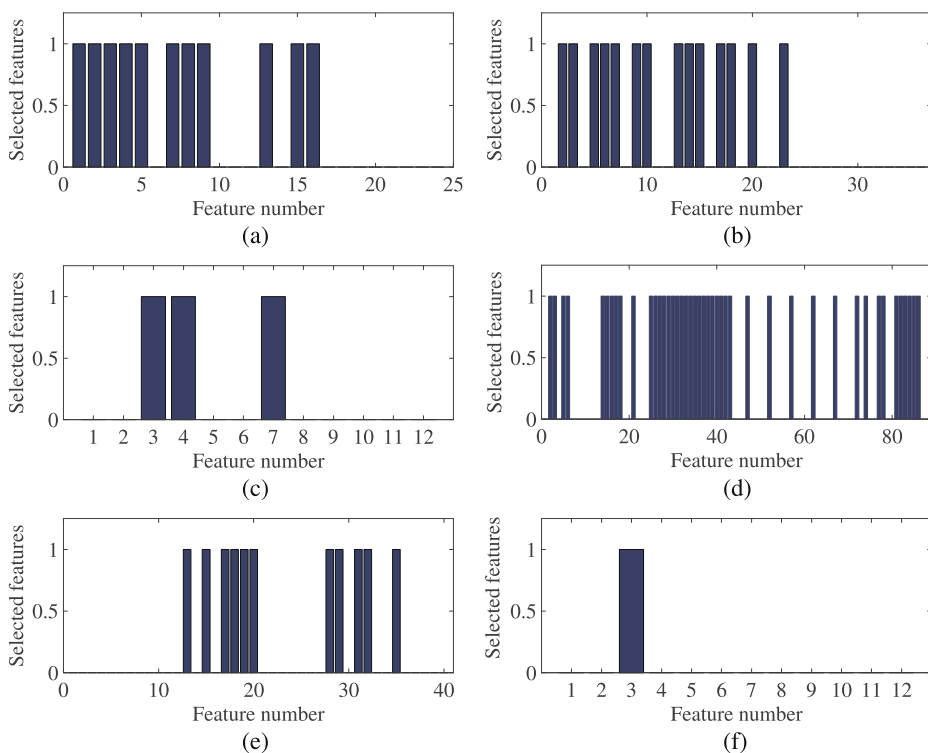 Selected features
1
0.5
0
0 5 10 15 20 25
Feature number
(a)
Selected features
1
0.5
0
0 10 20 30
Feature number
(b)
Selected features
1
0.5
0
1 2 3 4 5 6 7 8 9 10 11 12
Feature number
(c)
Selected features
1
0.5
0
0 20 40 60 80
Feature number
(d)
Selected features
1
0.5
0
0 10 20 30 40
Feature number
(e)
Selected features
1
0.5
0
1 2 3 4 5 6 7 8 9 10 11 12
Feature number
(f)